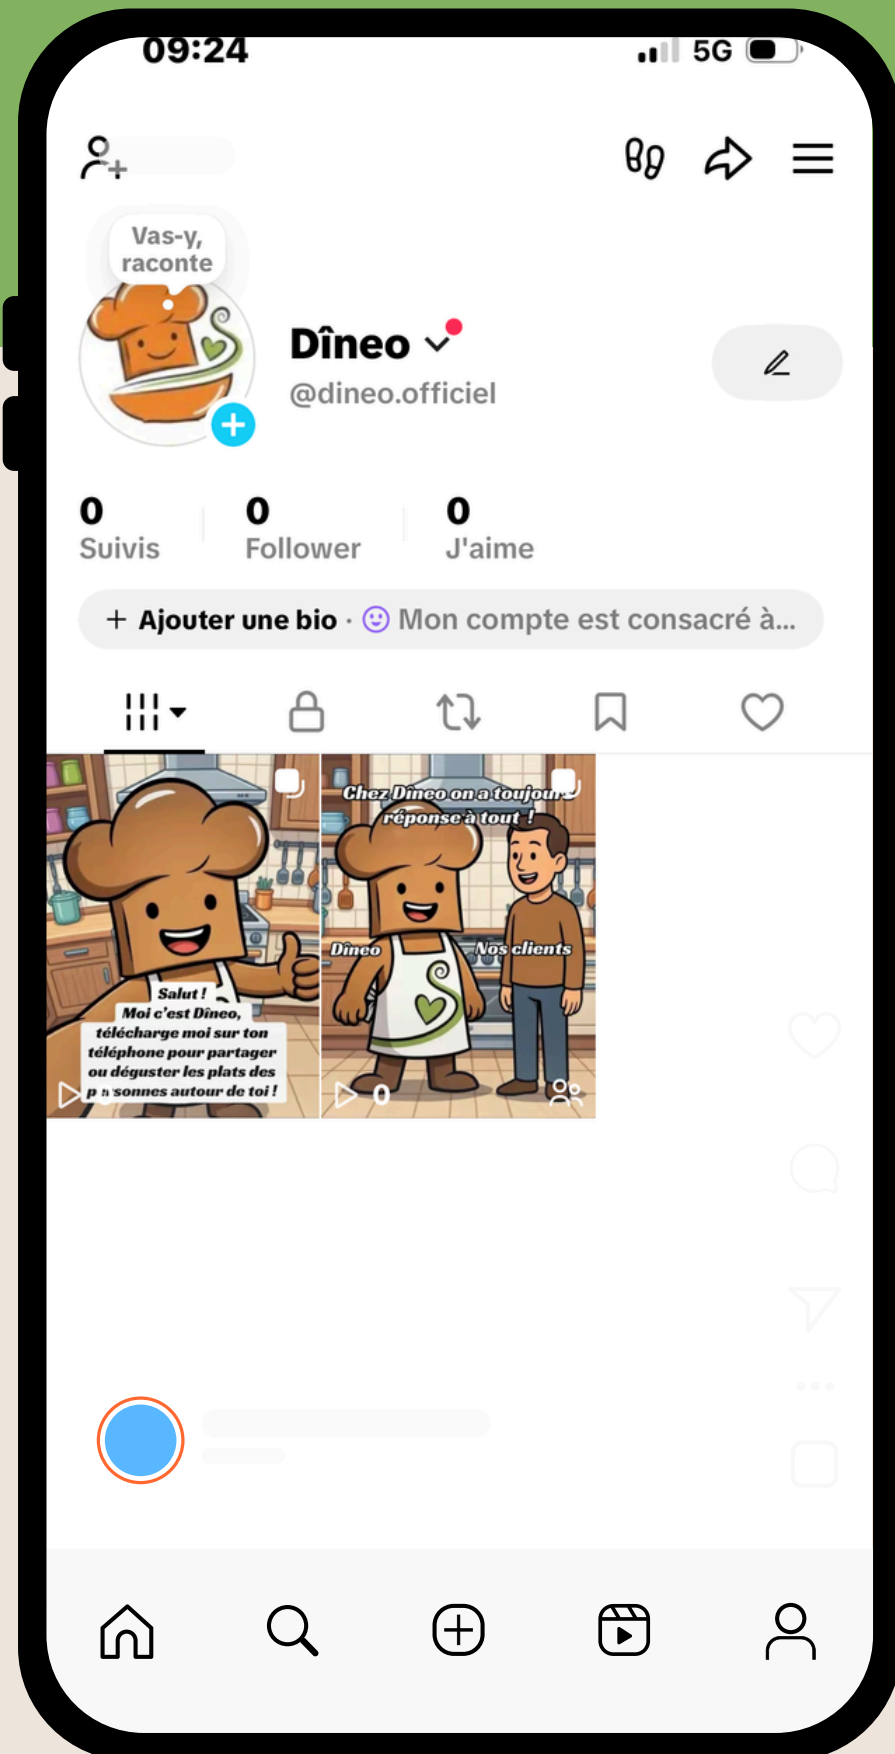 09:24
5G
Vas-y,
raconte
Dîneo
@dineo.officiel
0
Suivis
0
Follower
0
J'aime
+ Ajouter une bio · Mon compte est consacré à...
Salut !
Moi c'est Dîneo,
télécharge moi sur ton
téléphone pour partager
ou déguster les plats des
sonnes autour de toi !
Chez Dîneo on a toujours
réponse à tout !
Dîneo
Nos clients
0